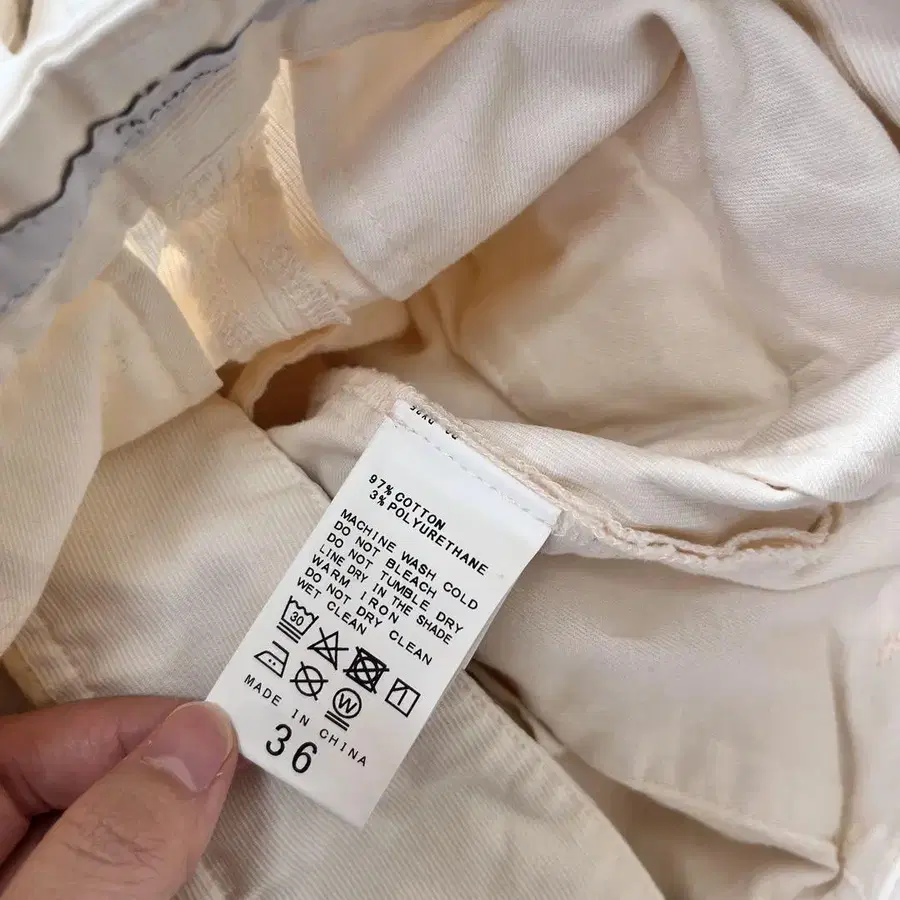 97% COTTON
3% POLYURETHANE
MACHINE WASH COLD
DO NOT BLEACH
DO NOT TUMBLE DRY
LINE DRY IN THE SHADE
WARM IRON
DO NOT DRY CLEAN
WET CLEAN
30
W
MADE IN CHINA
36